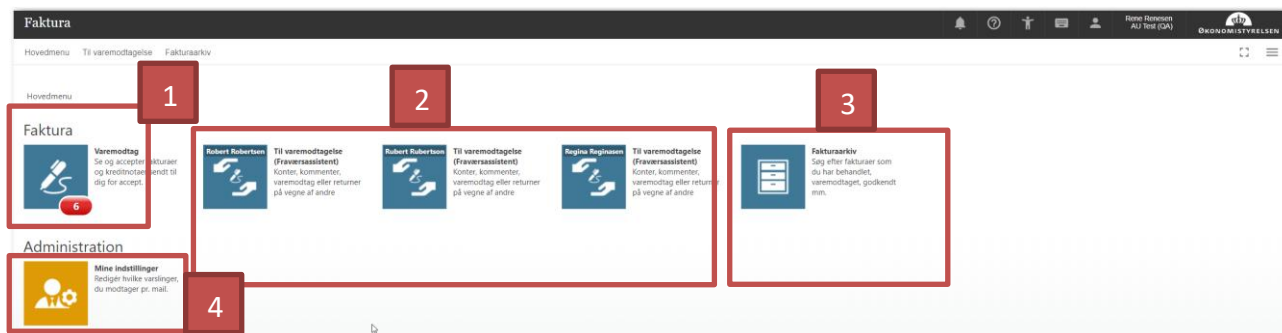 Faktura
Rene Renesen
AU Test (QA)
ØKONOMISTYRELSEN
Hovedmenu Til varemodtagelse Fakturaarkiv
Hovedmenu
1
2
3
Faktura
Varemodtag
Se og accepter fakturaer
og kreditnotaer sendt til
dig for accept.
6
Robert Robertsen
Til varemodtagelse
(Fraværsassistent)
Konter, kommenter,
varemodtag eller returner
på vegne af andre
Rubert Rubertson
Til varemodtagelse
(Fraværsassistent)
Konter, kommenter,
varemodtag eller returner
på vegne af andre
Regina Reginasen
Til varemodtagelse
(Fraværsassistent)
Konter, kommenter,
varemodtag eller returner
på vegne af andre
Fakturaarkiv
Søg efter fakturaer som
du har behandlet,
varemodtaget, godkendt
mm.
Administration
Mine indstillinger
Redigér hvilke varslinger,
du modtager pr. mail.
4